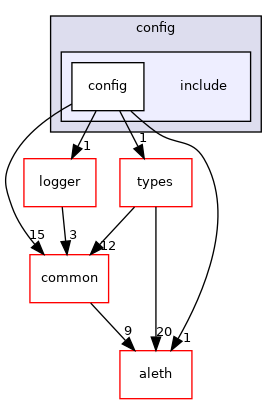 config
config
include
1
1
logger
types
15
3
12
common
9
20
1
aleth